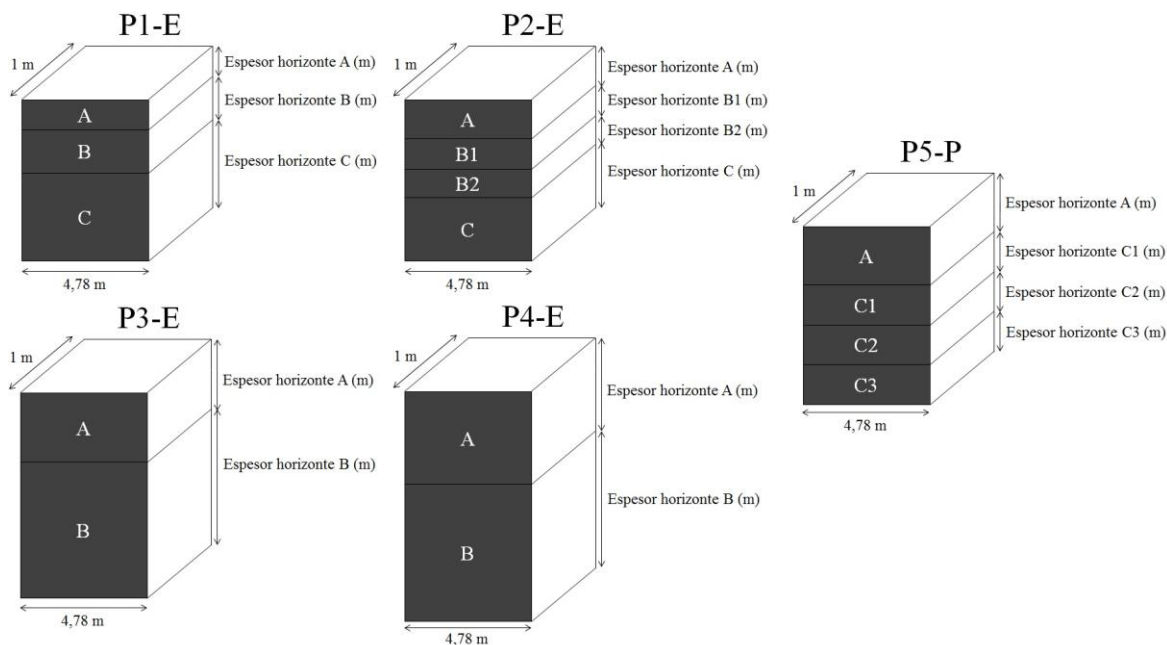 P1-E
1 m
Espesor horizonte A (m)
Espesor horizonte B (m)
Espesor horizonte C (m)
A
B
C
4,78 m
P2-E
1 m
Espesor horizonte A (m)
Espesor horizonte B1 (m)
Espesor horizonte B2 (m)
Espesor horizonte C (m)
A
B1
B2
C
4,78 m
P5-P
1 m
Espesor horizonte A (m)
Espesor horizonte C1 (m)
Espesor horizonte C2 (m)
Espesor horizonte C3 (m)
A
C1
C2
C3
4,78 m
P3-E
1 m
Espesor horizonte A (m)
Espesor horizonte B (m)
A
B
4,78 m
P4-E
1 m
Espesor horizonte A (m)
Espesor horizonte B (m)
A
B
4,78 m